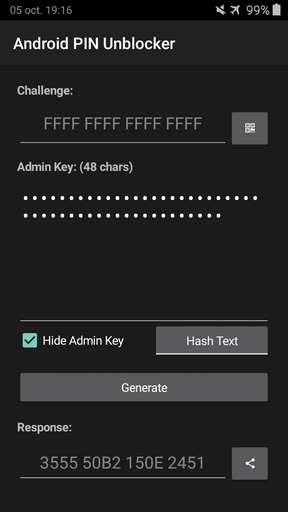 05 oct. 19:16 99%
Android PIN Unblocker
Challenge:
FFFF FFFF FFFF FFFF
Admin Key: (48 chars)
Hide Admin Key
Hash Text
Generate
Response:
3555 50B2 150E 2451